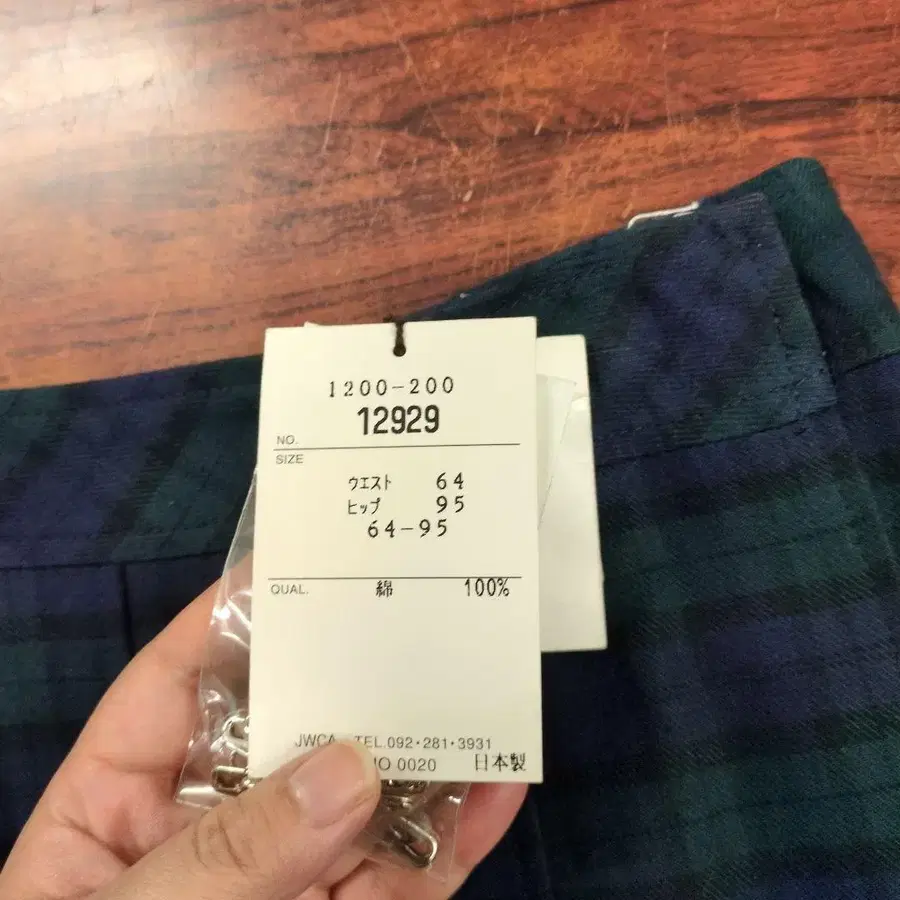 1200-200
NO. 12929
SIZE
ウエスト 64
ヒップ 95
64-95
QUAL. 綿 100%
JWCA TEL.092・281・3931
NO 0020 日本製